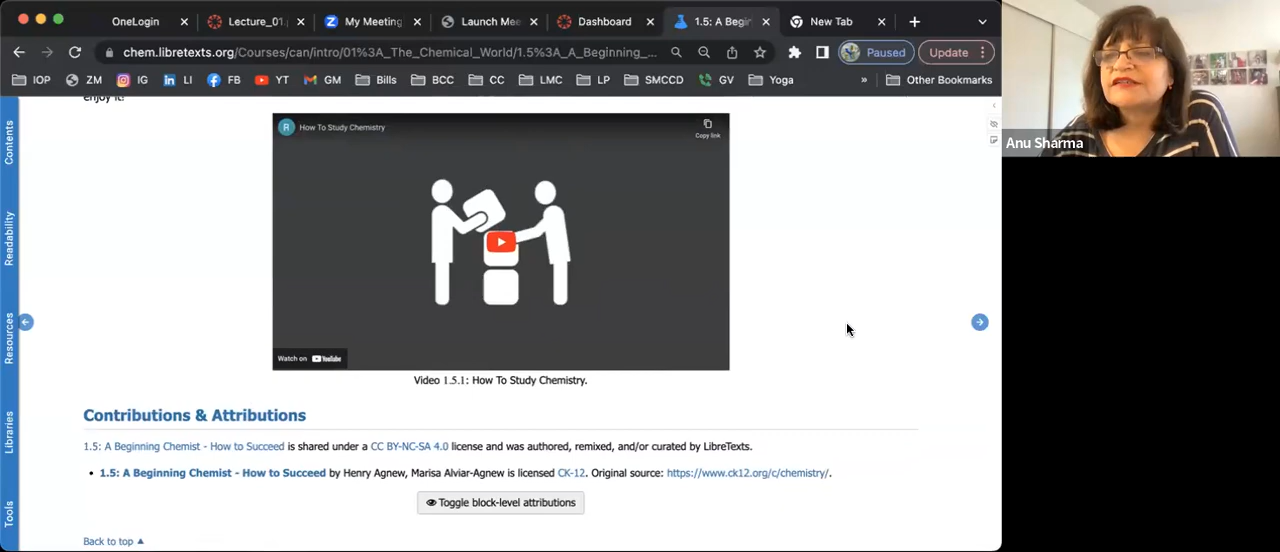 OneLogin
Lecture_01.
My Meeting
Launch Mee
Dashboard
1.5: A Begin
New Tab
chem.libretexts.org/Courses/can/intro/01%3A_The_Chemical_World/1.5%3A_A_Beginning_...
Paused
Update
IOP
ZM
IG
LI
FB
YT
GM
Bills
BCC
CC
LMC
LP
SMCCD
GV
Yoga
»
Other Bookmarks
enjoy it!
R How To Study Chemistry
Copy link
Watch on YouTube
Video 1.5.1: How To Study Chemistry.
Contributions & Attributions
1.5: A Beginning Chemist - How to Succeed is shared under a CC BY-NC-SA 4.0 license and was authored, remixed, and/or curated by LibreTexts.
• 1.5: A Beginning Chemist - How to Succeed by Henry Agnew, Marisa Alviar-Agnew is licensed CK-12. Original source: https://www.ck12.org/c/chemistry/.
Toggle block-level attributions
Back to top
Contents
Readability
Resources
Libraries
Tools
Anu Sharma